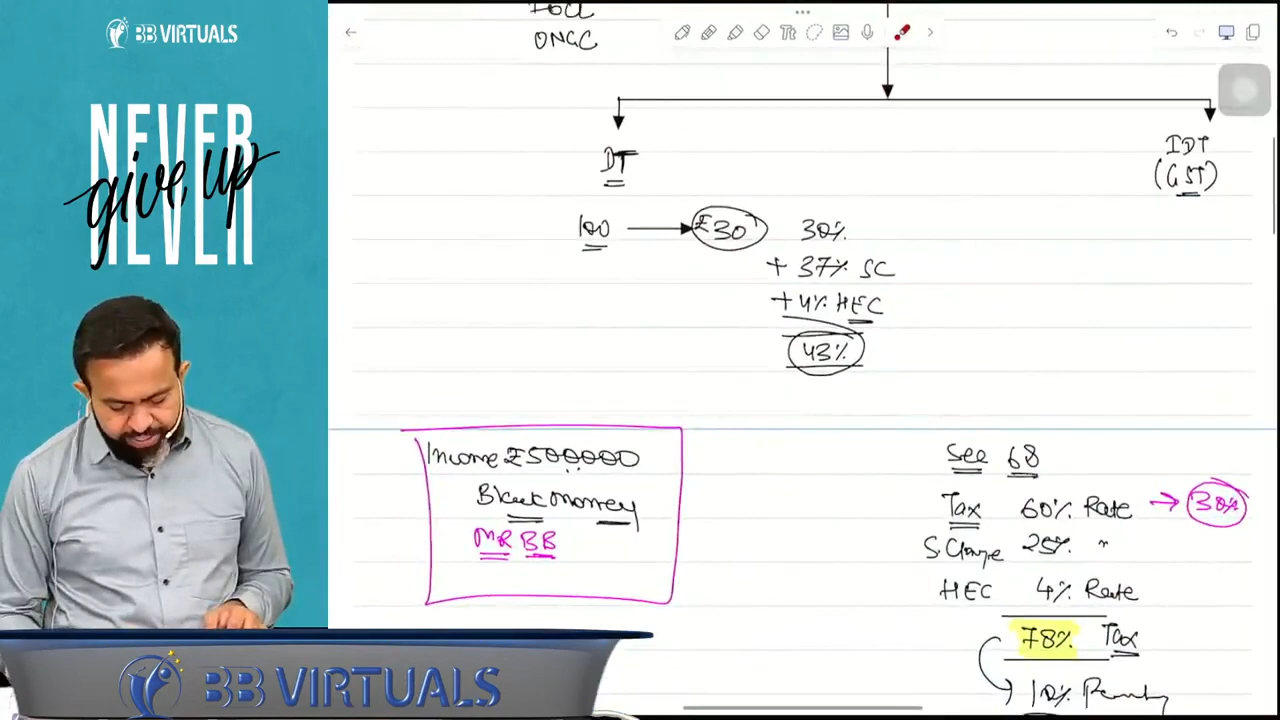 BB VIRTUALS
NEVER
give up
NEVER
ONGC
DT
IDT
(GST)
100 → ₹30 30%
+ 37% SC
+4% HEC
43%
Income ₹500000
Black Money
MR BB
Sec 68
Tax 60% Rate → 30%
S.Charge 25% "
HEC 4% Rate
78% Tax
10% Penalty
BB VIRTUALS